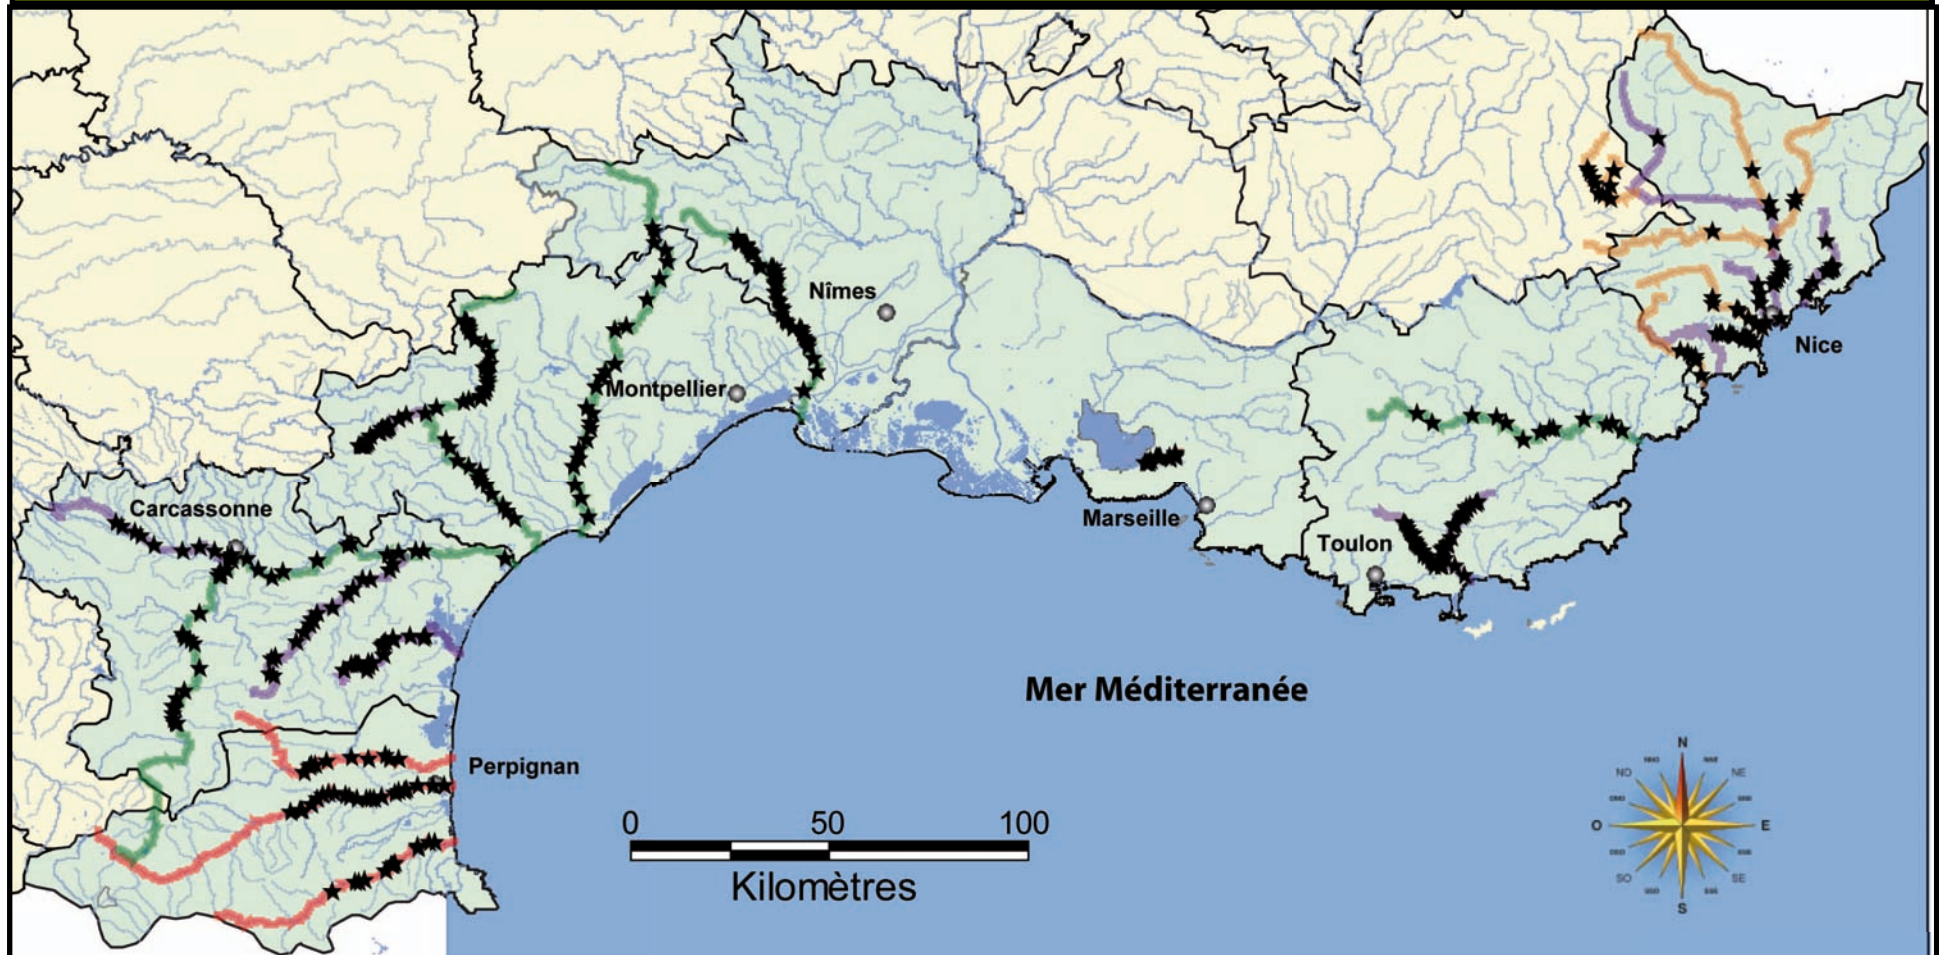 Nîmes
Nice
Montpellier
Carcassonne
Marseille
Toulon
Mer Méditerranée
Perpignan
0 50 100
Kilomètres
N
NO NE
O E
SO SE
S